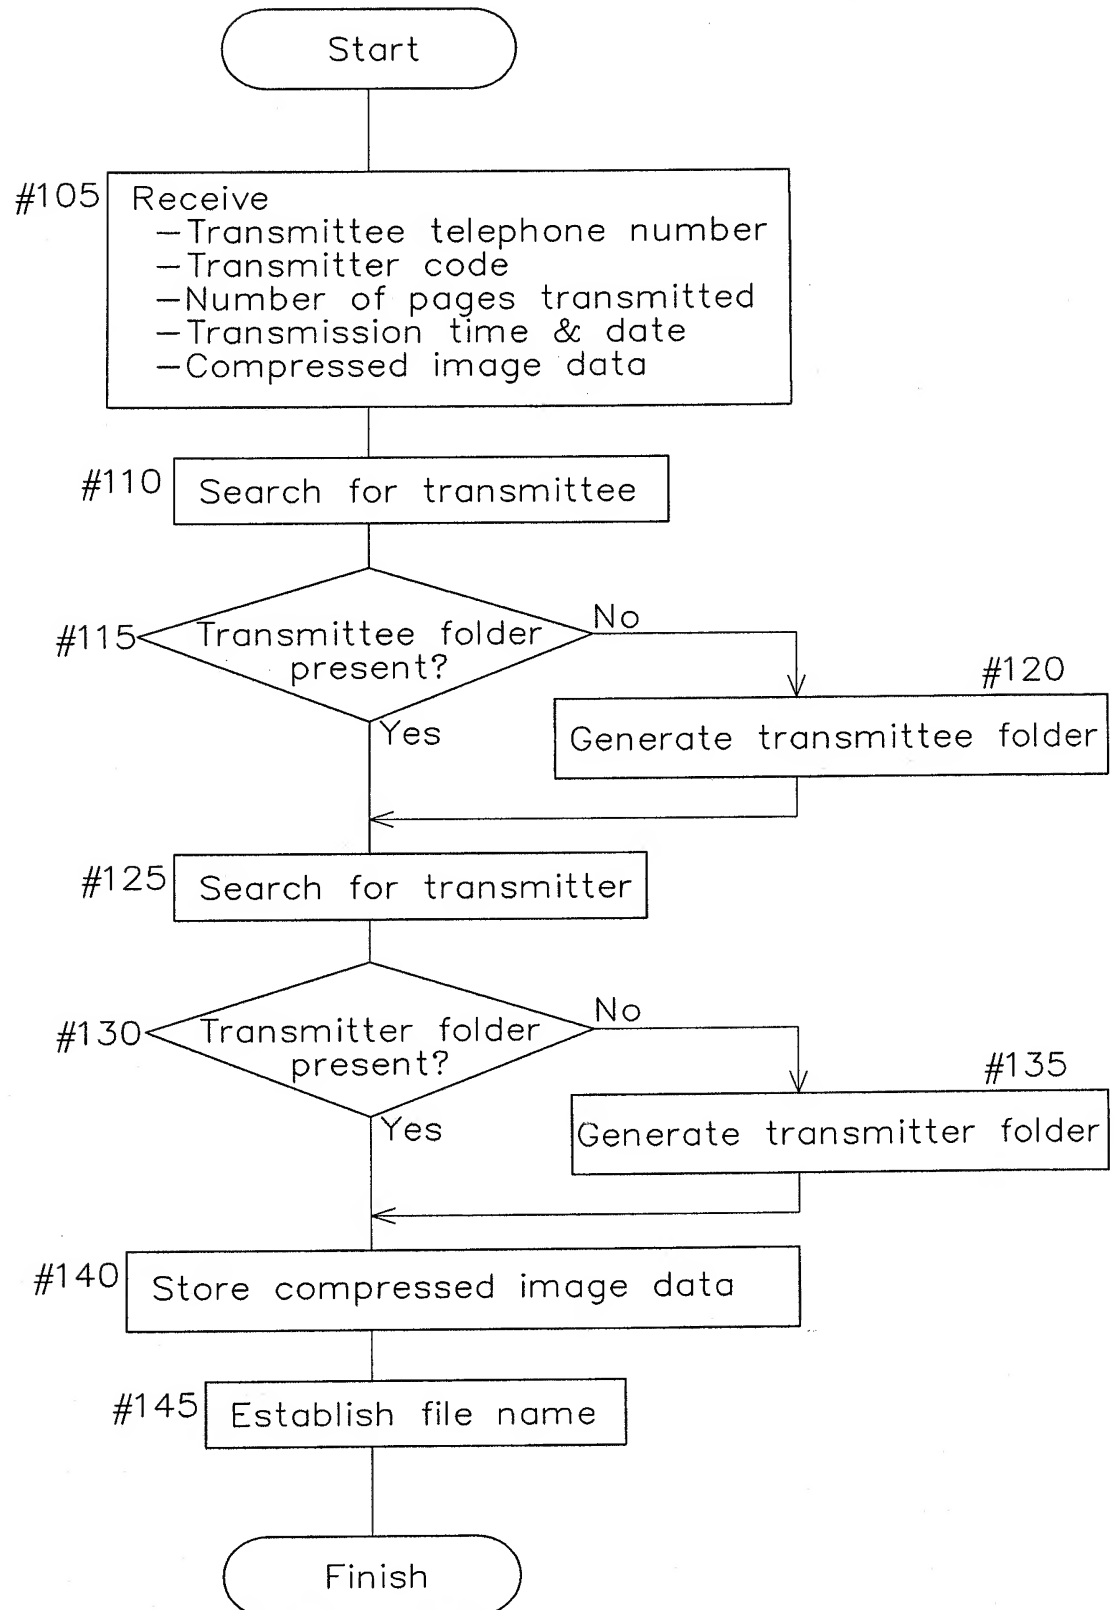 Start
#105
Receive
–Transmittee telephone number
–Transmitter code
–Number of pages transmitted
–Transmission time & date
–Compressed image data
#110
Search for transmittee
#115
Transmittee folder
present?
No
Yes
#120
Generate transmittee folder
#125
Search for transmitter
#130
Transmitter folder
present?
No
Yes
#135
Generate transmitter folder
#140
Store compressed image data
#145
Establish file name
Finish